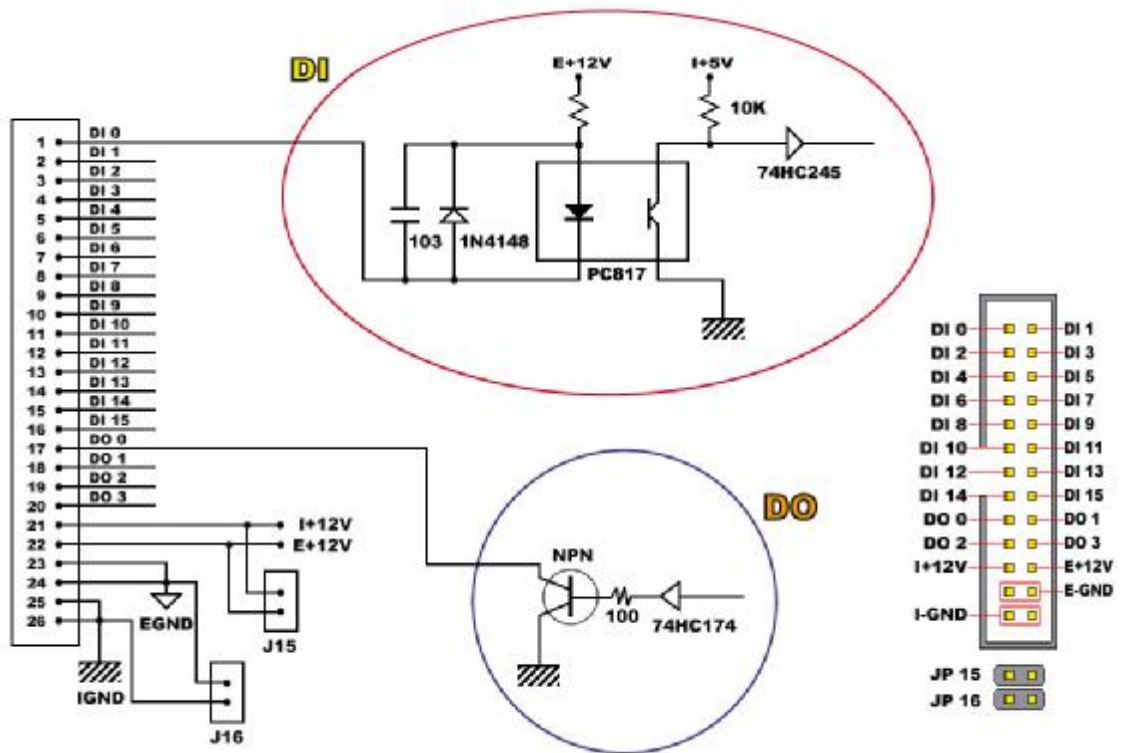 DI
E+12V
I+5V
10K
74HC245
103
1N4148
PC817
1 DI 0
2 DI 1
3 DI 2
4 DI 3
5 DI 4
6 DI 5
7 DI 6
8 DI 7
9 DI 8
10 DI 9
11 DI 10
12 DI 11
13 DI 12
14 DI 13
15 DI 14
16 DI 15
17 DO 0
18 DO 1
19 DO 2
20 DO 3
21 I+12V
22 E+12V
23
24
25
26
EGND
IGND
J15
J16
DO
NPN
100
74HC174
DI 0 DI 1
DI 2 DI 3
DI 4 DI 5
DI 6 DI 7
DI 8 DI 9
DI 10 DI 11
DI 12 DI 13
DI 14 DI 15
DO 0 DO 1
DO 2 DO 3
I+12V E+12V
E-GND
I-GND
JP 15
JP 16